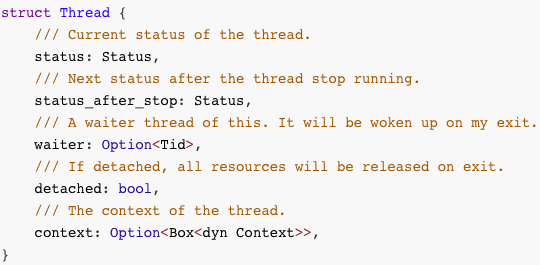 struct Thread {
    /// Current status of the thread.
    status: Status,
    /// Next status after the thread stop running.
    status_after_stop: Status,
    /// A waiter thread of this. It will be woken up on my exit.
    waiter: Option<Tid>,
    /// If detached, all resources will be released on exit.
    detached: bool,
    /// The context of the thread.
    context: Option<Box<dyn Context>>,
}